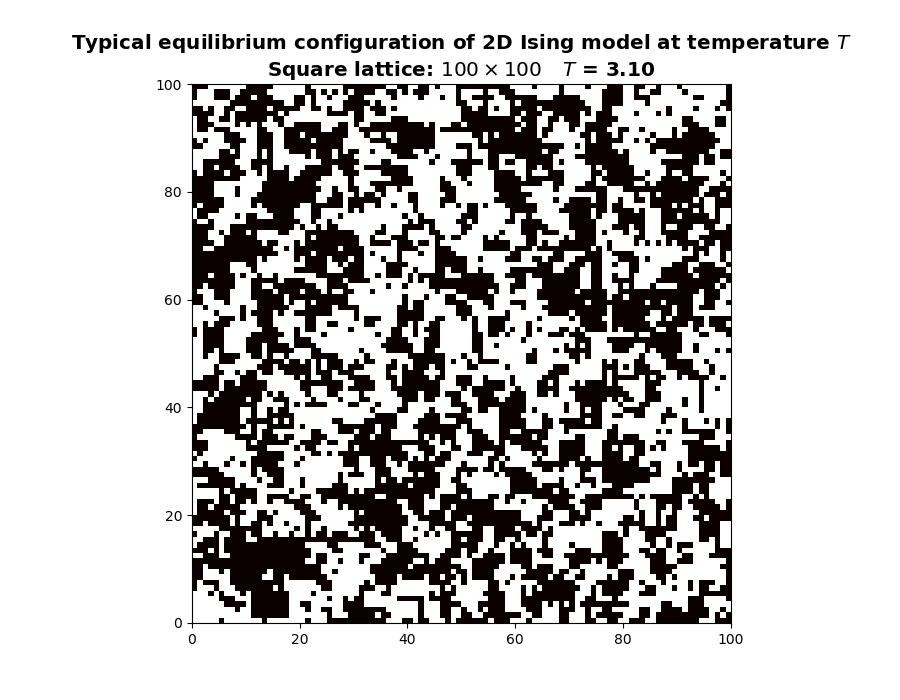 Typical equilibrium configuration of 2D Ising model at temperature T
Square lattice: 100 × 100 T = 3.10
100
80
60
40
20
0
0 20 40 60 80 100